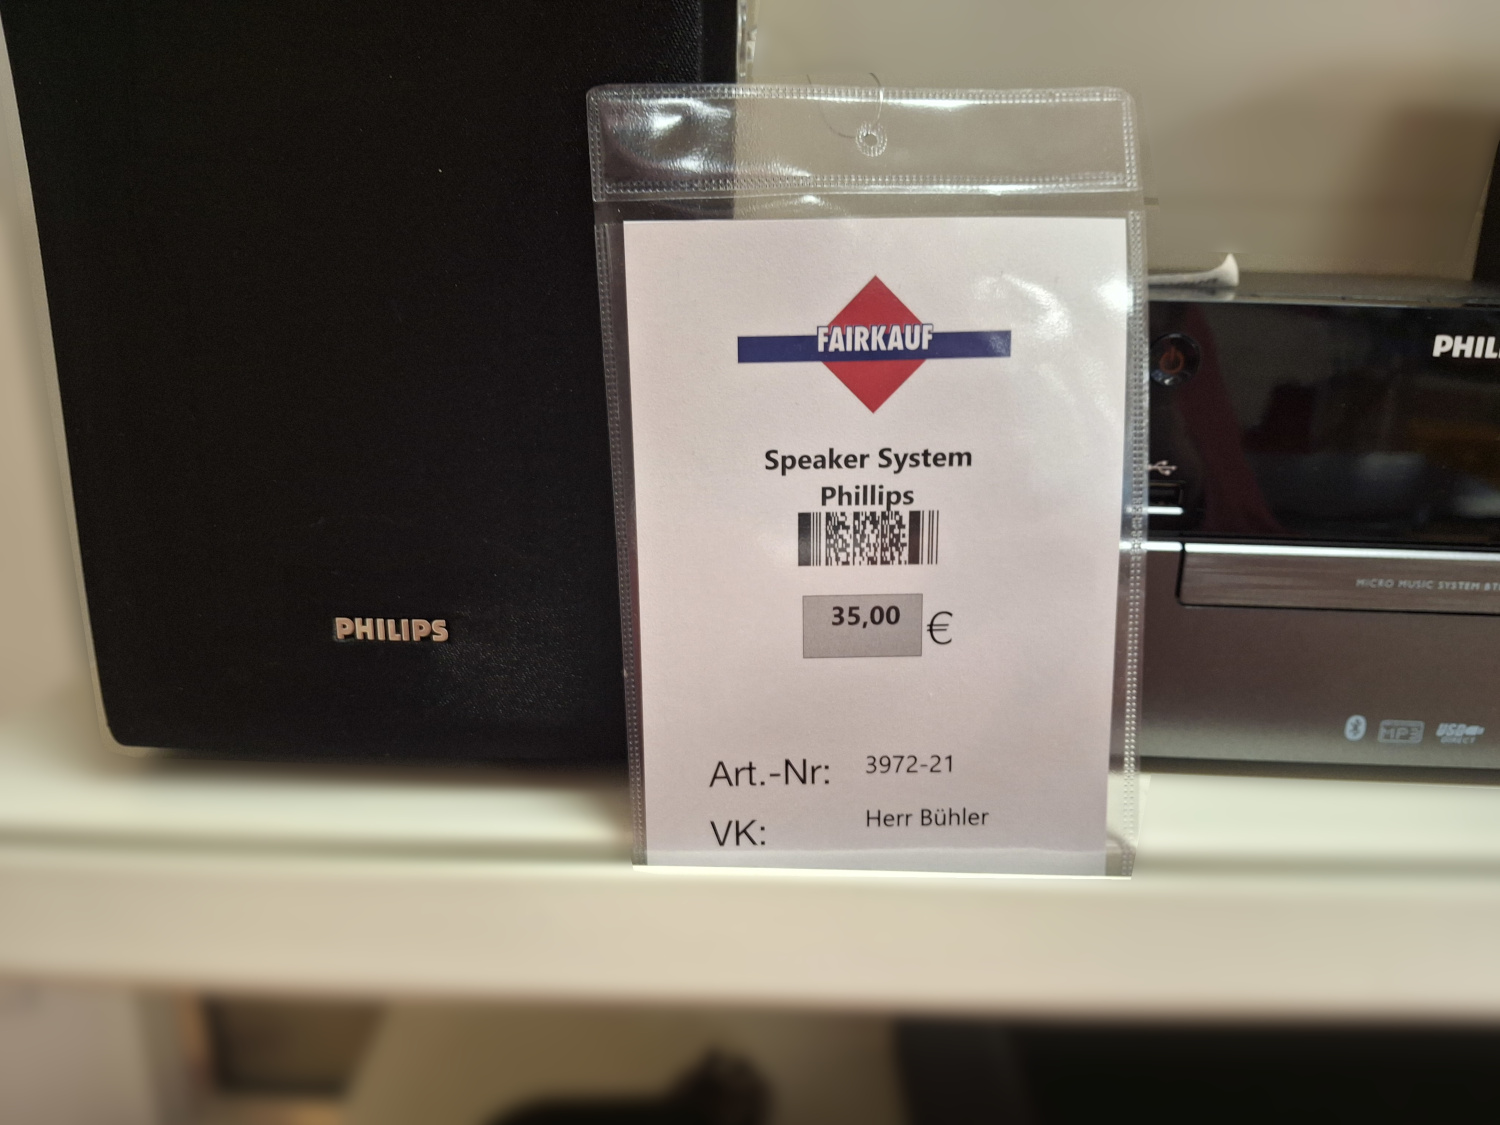 FAIRKAUF
Speaker System
Phillips
35,00 €
Art.-Nr: 3972-21
VK: Herr Bühler
PHILIPS
MICRO MUSIC SYSTEM
MP3
USB
DIRECT